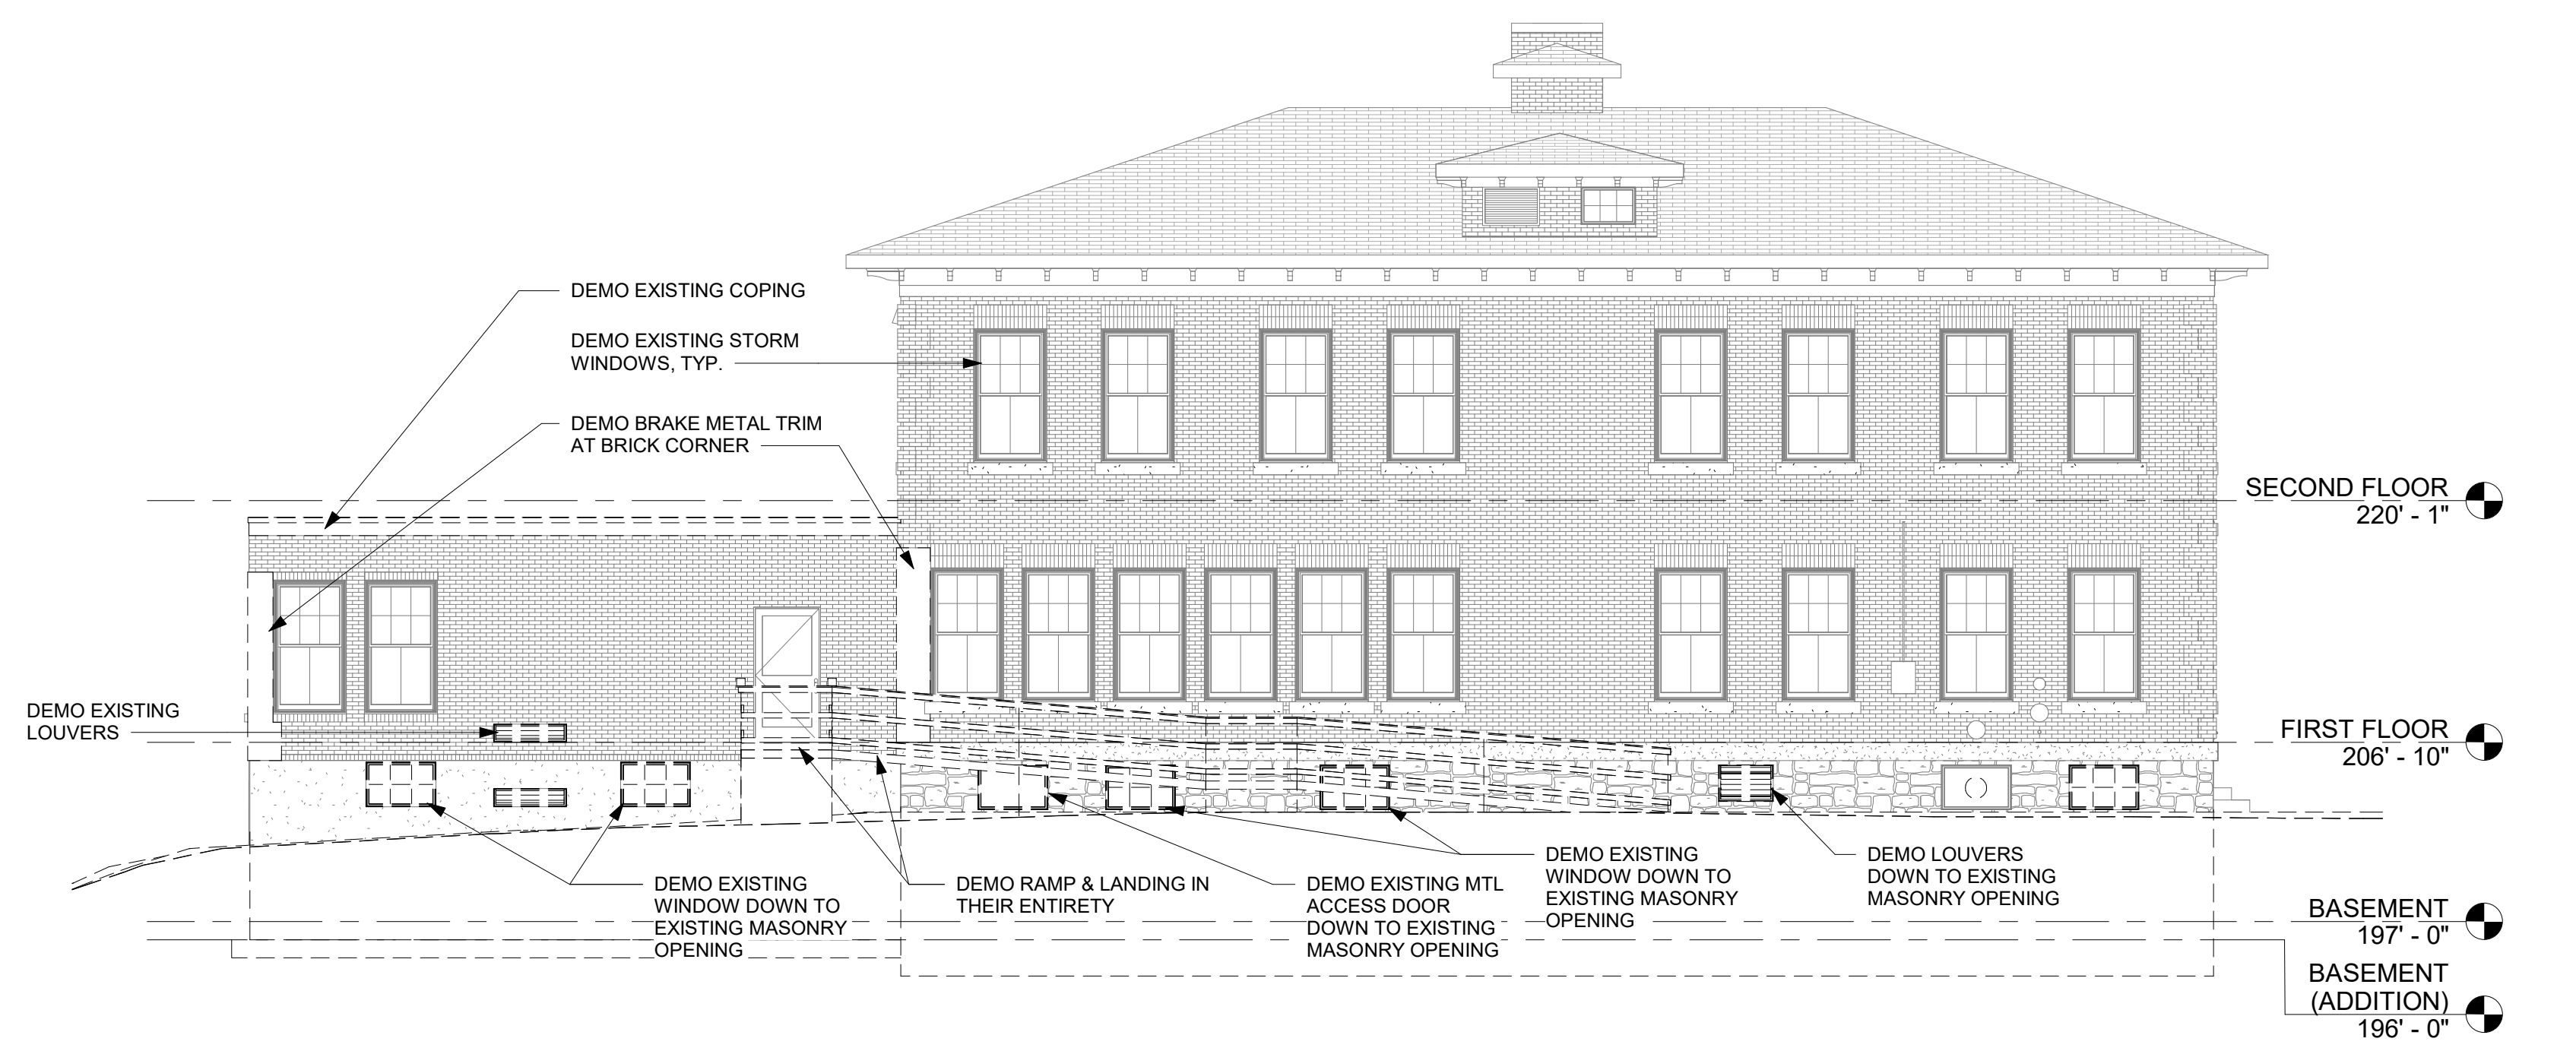 DEMO EXISTING COPING
DEMO EXISTING STORM
WINDOWS, TYP.
DEMO BRAKE METAL TRIM
AT BRICK CORNER
SECOND FLOOR
220' - 1"
DEMO EXISTING
LOUVERS
FIRST FLOOR
206' - 10"
DEMO EXISTING
WINDOW DOWN TO
EXISTING MASONRY
OPENING
DEMO RAMP & LANDING IN
THEIR ENTIRETY
DEMO EXISTING MTL
ACCESS DOOR
DOWN TO EXISTING
MASONRY OPENING
DEMO EXISTING
WINDOW DOWN TO
EXISTING MASONRY
OPENING
DEMO LOUVERS
DOWN TO EXISTING
MASONRY OPENING
BASEMENT
197' - 0"
BASEMENT
(ADDITION)
196' - 0"